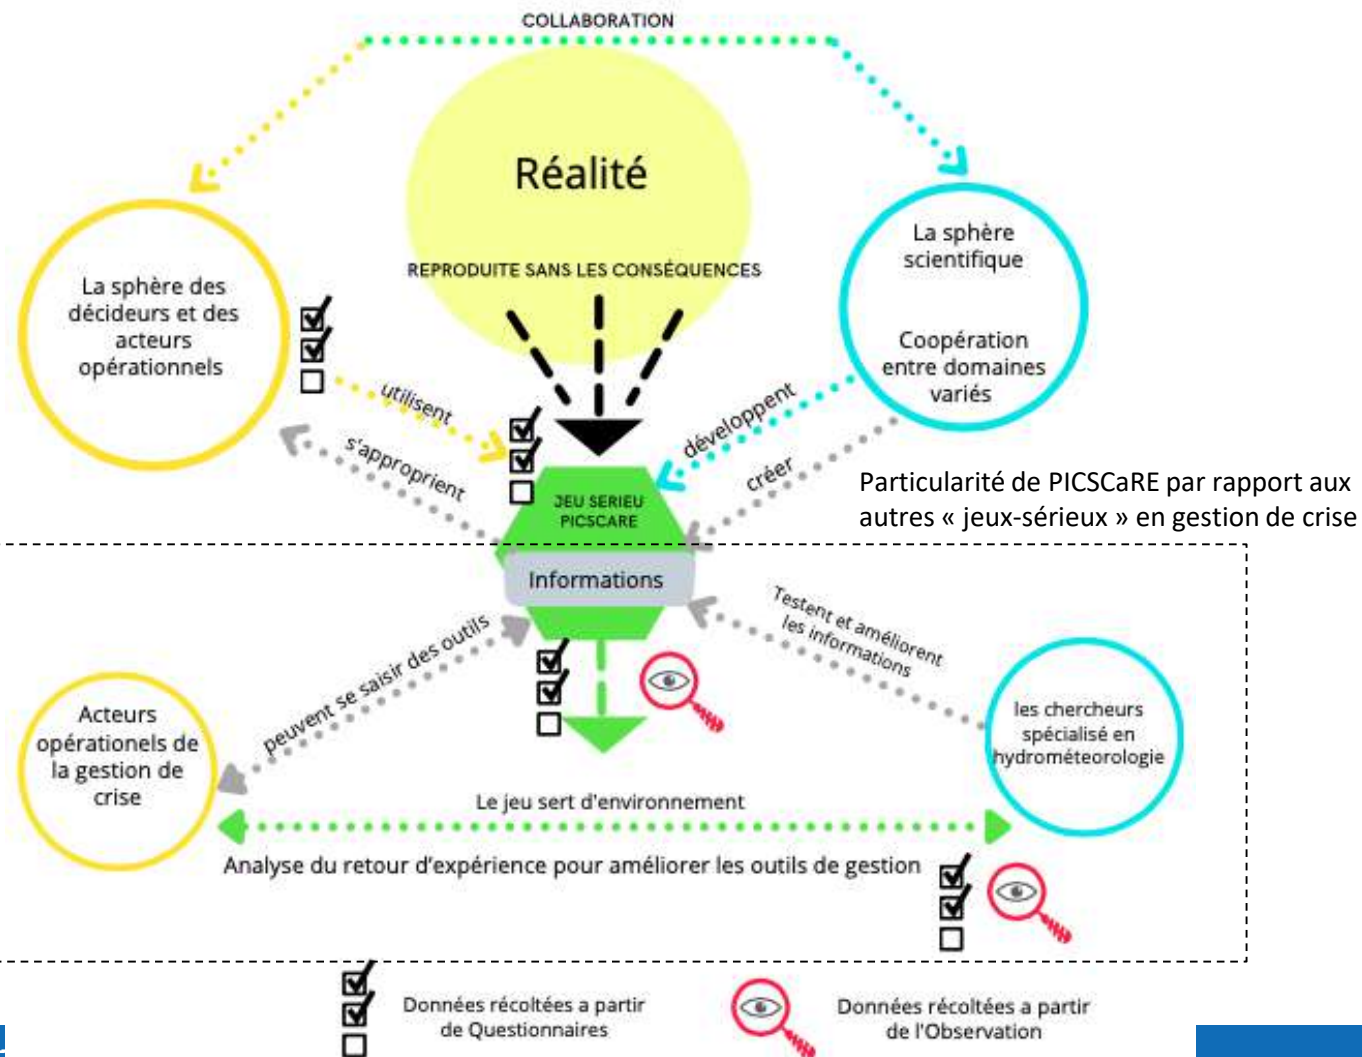 COLLABORATION
Réalité
REPRODUITE SANS LES CONSÉQUENCES
La sphère des
décideurs et des
acteurs
opérationnels
La sphère
scientifique
Coopération
entre domaines
variés
utilisent
s'approprient
développent
créer
JEU SERIEU
PICSCARE
Particularité de PICSCaRE par rapport aux
autres « jeux-sérieux » en gestion de crise
Informations
Testent et améliorent
les informations
peuvent se saisir des outils
Acteurs
opérationels de
la gestion de
crise
les chercheurs
spécialisé en
hydrométeorologie
Le jeu sert d'environnement
Analyse du retour d'expérience pour améliorer les outils de gestion
Données récoltées a partir
de Questionnaires
Données récoltées a partir
de l'Observation